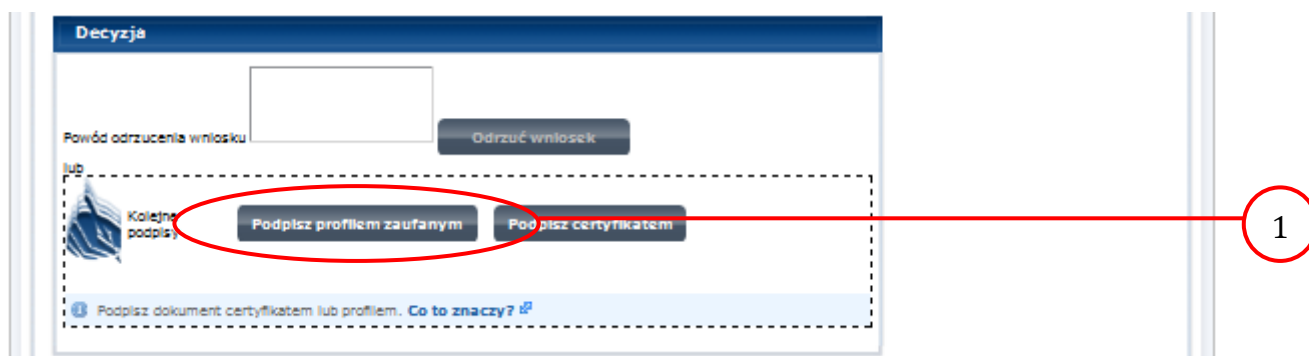 Decyzja
Powód odrzucenia wniosku
Odrzuć wniosek
lub
Kolejne
podpisy
Podpisz profilem zaufanym
Podpisz certyfikatem
1
Podpisz dokument certyfikatem lub profilem. Co to znaczy?